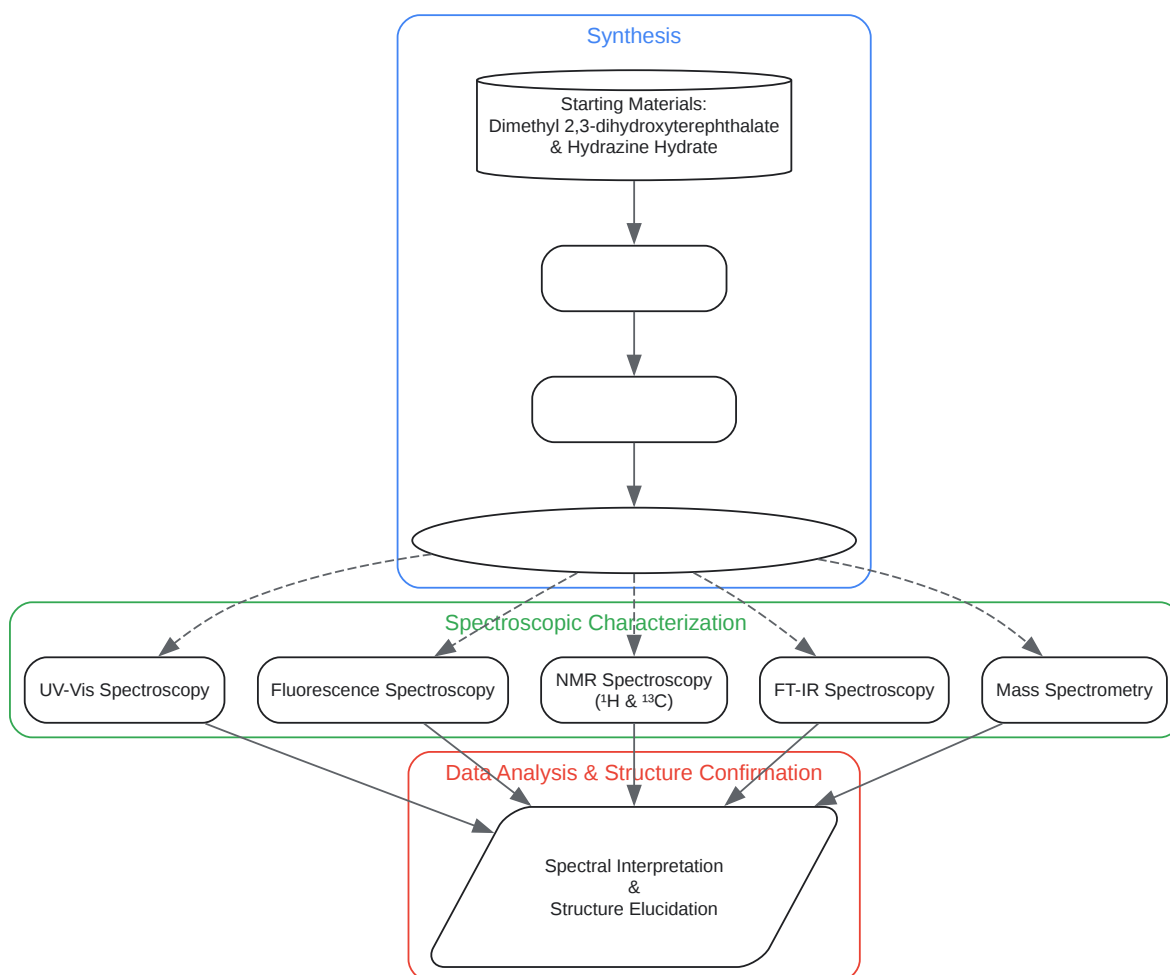 Synthesis
Starting Materials:
Dimethyl 2,3-dihydroxyterephthalate
& Hydrazine Hydrate
Spectroscopic Characterization
UV-Vis Spectroscopy
Fluorescence Spectroscopy
NMR Spectroscopy
(¹H & ¹³C)
FT-IR Spectroscopy
Mass Spectrometry
Data Analysis & Structure Confirmation
Spectral Interpretation
&
Structure Elucidation